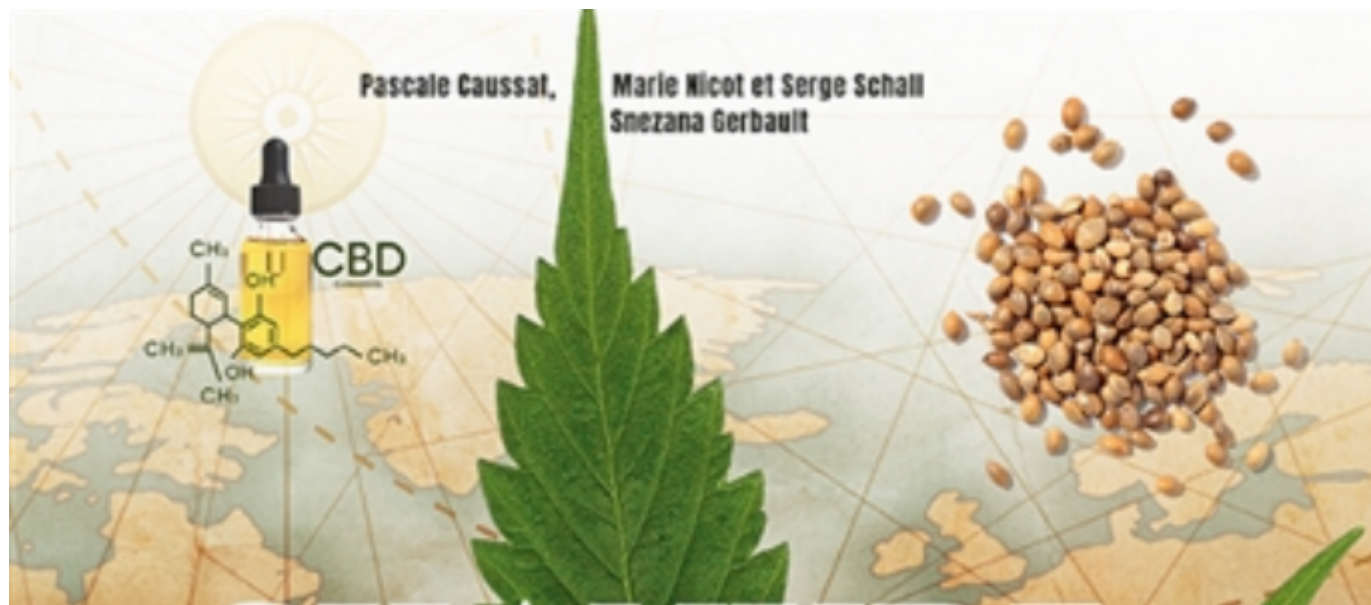 Pascale Caussat, Marie Nicot et Serge Schall
Snezana Gerbault
CBD
CH₃
OH
CH₃
CH₃
OH
CH₃